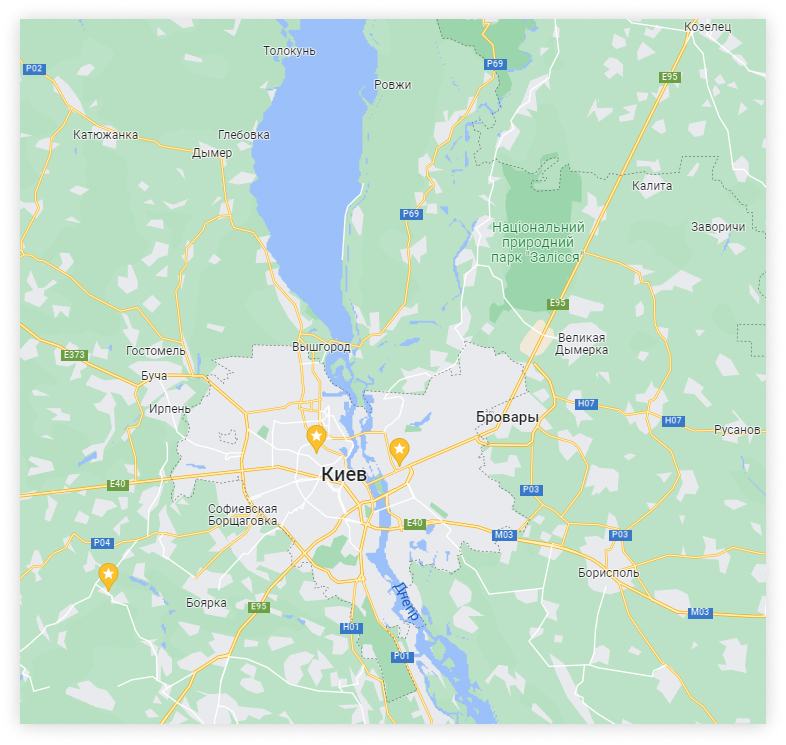 Козелец
Толокунь
P69
P02
E95
Ровжи
Катюжанка
Глебовка
Дымер
Калита
P69
Національний
природний
парк "Залісся"
Заворичи
E95
Вышгород
Великая
Дымерка
Гостомель
E373
Буча
Ирпень
H07
Бровары
H07
Русанов
Киев
E40
P03
Софиевская
Борщаговка
E40
M03
P03
P04
Борисполь
Днепр
Боярка
E95
M03
H01
P01